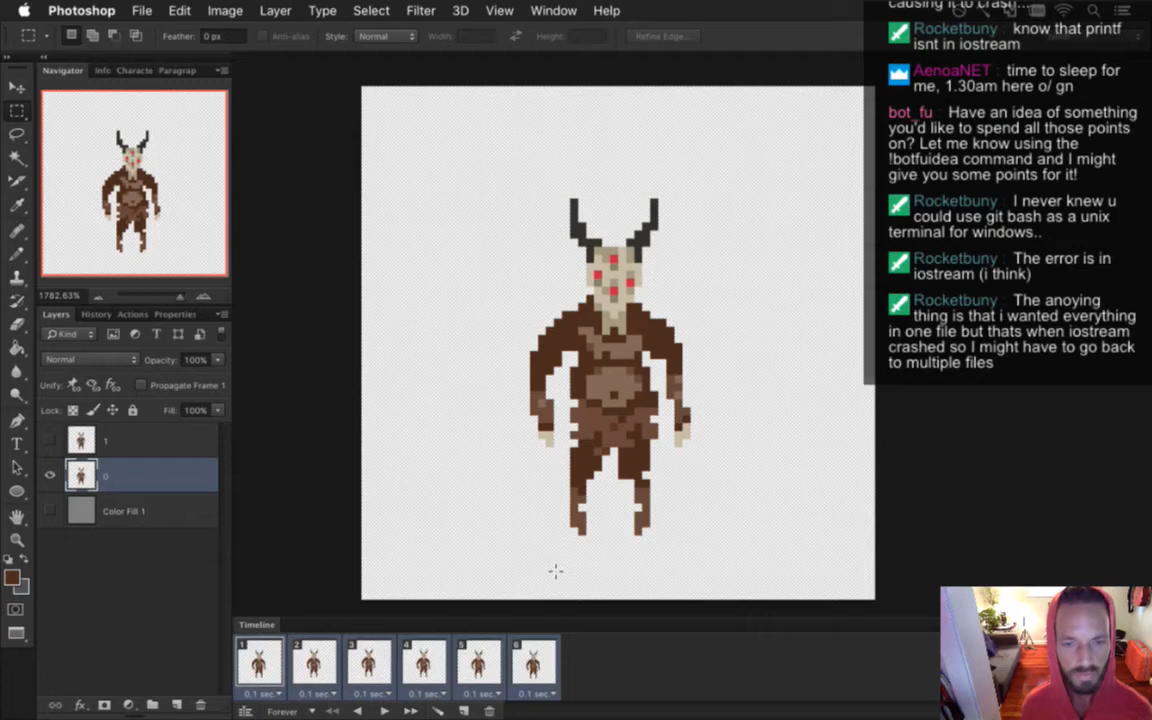 Photoshop File Edit Image Layer Type Select Filter 3D View Window Help
Feather: 0 px Anti-alias Style: Normal Width: Height: Refine Edge...
Navigator Info Characte Paragrap
1782.63%
Layers History Actions Properties
Kind
Normal Opacity: 100%
Unify: Propagate Frame 1
Lock: Fill: 100%
1
0
Color Fill 1
Timeline
1 2 3 4 5 6
0.1 sec. 0.1 sec. 0.1 sec. 0.1 sec. 0.1 sec. 0.1 sec.
Forever
causing it to crash...
Rocketbuny : know that printf
isnt in iostream
AenoaNET : time to sleep for
me, 1.30am here o/ gn
bot_fu : Have an idea of something
you'd like to spend all those points
on? Let me know using the
!botfuidea command and I might
give you some points for it!
Rocketbuny : I never knew u
could use git bash as a unix
terminal for windows..
Rocketbuny : The error is in
iostream (i think)
Rocketbuny : The anoying
thing is that i wanted everything
in one file but thats when iostream
crashed so I might have to go back
to multiple files